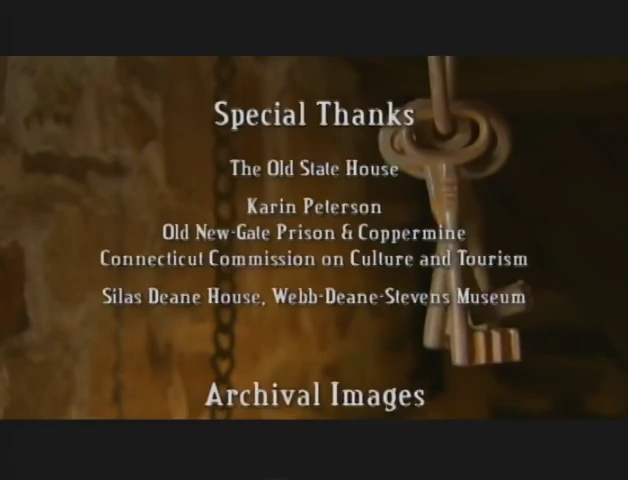 Special Thanks
The Old State House
Karin Peterson
Old New-Gate Prison & Coppermine
Connecticut Commission on Culture and Tourism
Silas Deane House, Webb-Deane-Stevens Museum
Archival Images